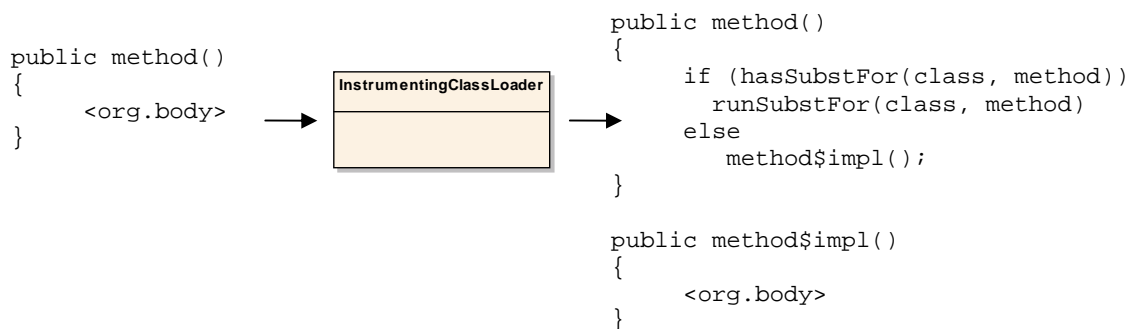 public method()
{
<org.body>
}
InstrumentingClassLoader
public method()
{
if (hasSubstFor(class, method))
runSubstFor(class, method)
else
method$impl();
}
public method$impl()
{
<org.body>
}